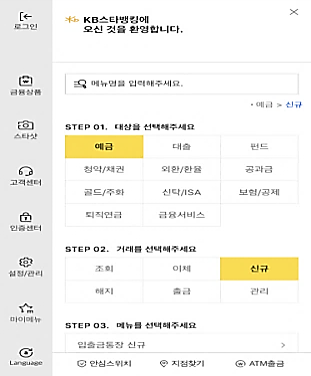 로그인
금융상품
스타샷
고객센터
인증센터
설정/관리
마이메뉴
Language
KB스타뱅킹에
오신 것을 환영합니다.
메뉴명을 입력해주세요.
• 예금 > 신규
STEP 01. 대상을 선택해주세요
예금 대출 펀드
청약/채권 외환/환율 공과금
골드/주화 신탁/ISA 보험/공제
퇴직연금 금융서비스
STEP 02. 거래를 선택해주세요
조회 이체 신규
해지 출금 관리
STEP 03. 메뉴를 선택해주세요
입출금통장 신규 >
안심스위치 지점찾기 ATM출금